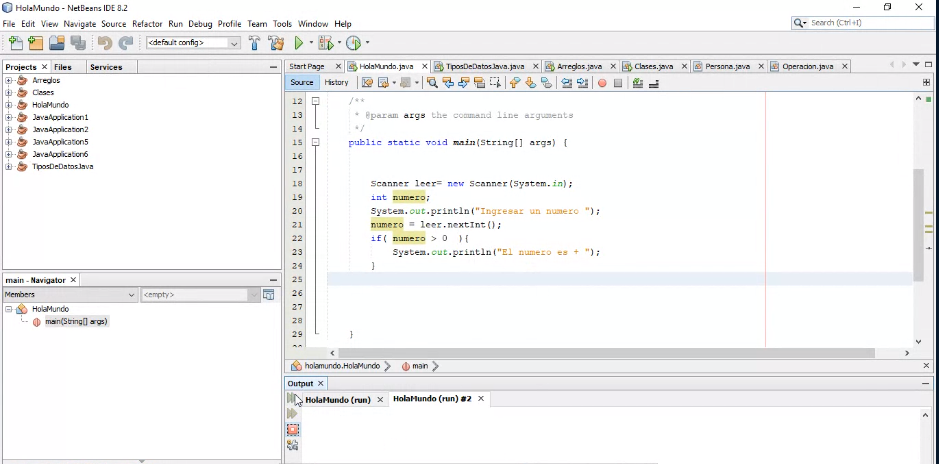 HolaMundo - NetBeans IDE 8.2
File Edit View Navigate Source Refactor Run Debug Profile Team Tools Window Help
Search (Ctrl+I)
<default config>
Projects Files Services
Arreglos
Clases
HolaMundo
JavaApplication1
JavaApplication2
JavaApplication5
JavaApplication6
TiposDeDatosJava
main - Navigator
Members <empty>
HolaMundo
main(String[] args)
Start Page HolaMundo.java TiposDeDatosJava.java Arreglos.java Clases.java Persona.java Operacion.java
Source History
12 /**
13 * @param args the command line arguments
14 */
15 public static void main(String[] args) {
16
17
18 Scanner leer= new Scanner(System.in);
19 int numero;
20 System.out.println("Ingresar un numero ");
21 numero = leer.nextInt();
22 if( numero > 0 ){
23 System.out.println("El numero es + ");
24 }
25
26
27
28
29 }
holamundo.HolaMundo main
Output
HolaMundo (run) HolaMundo (run) #2